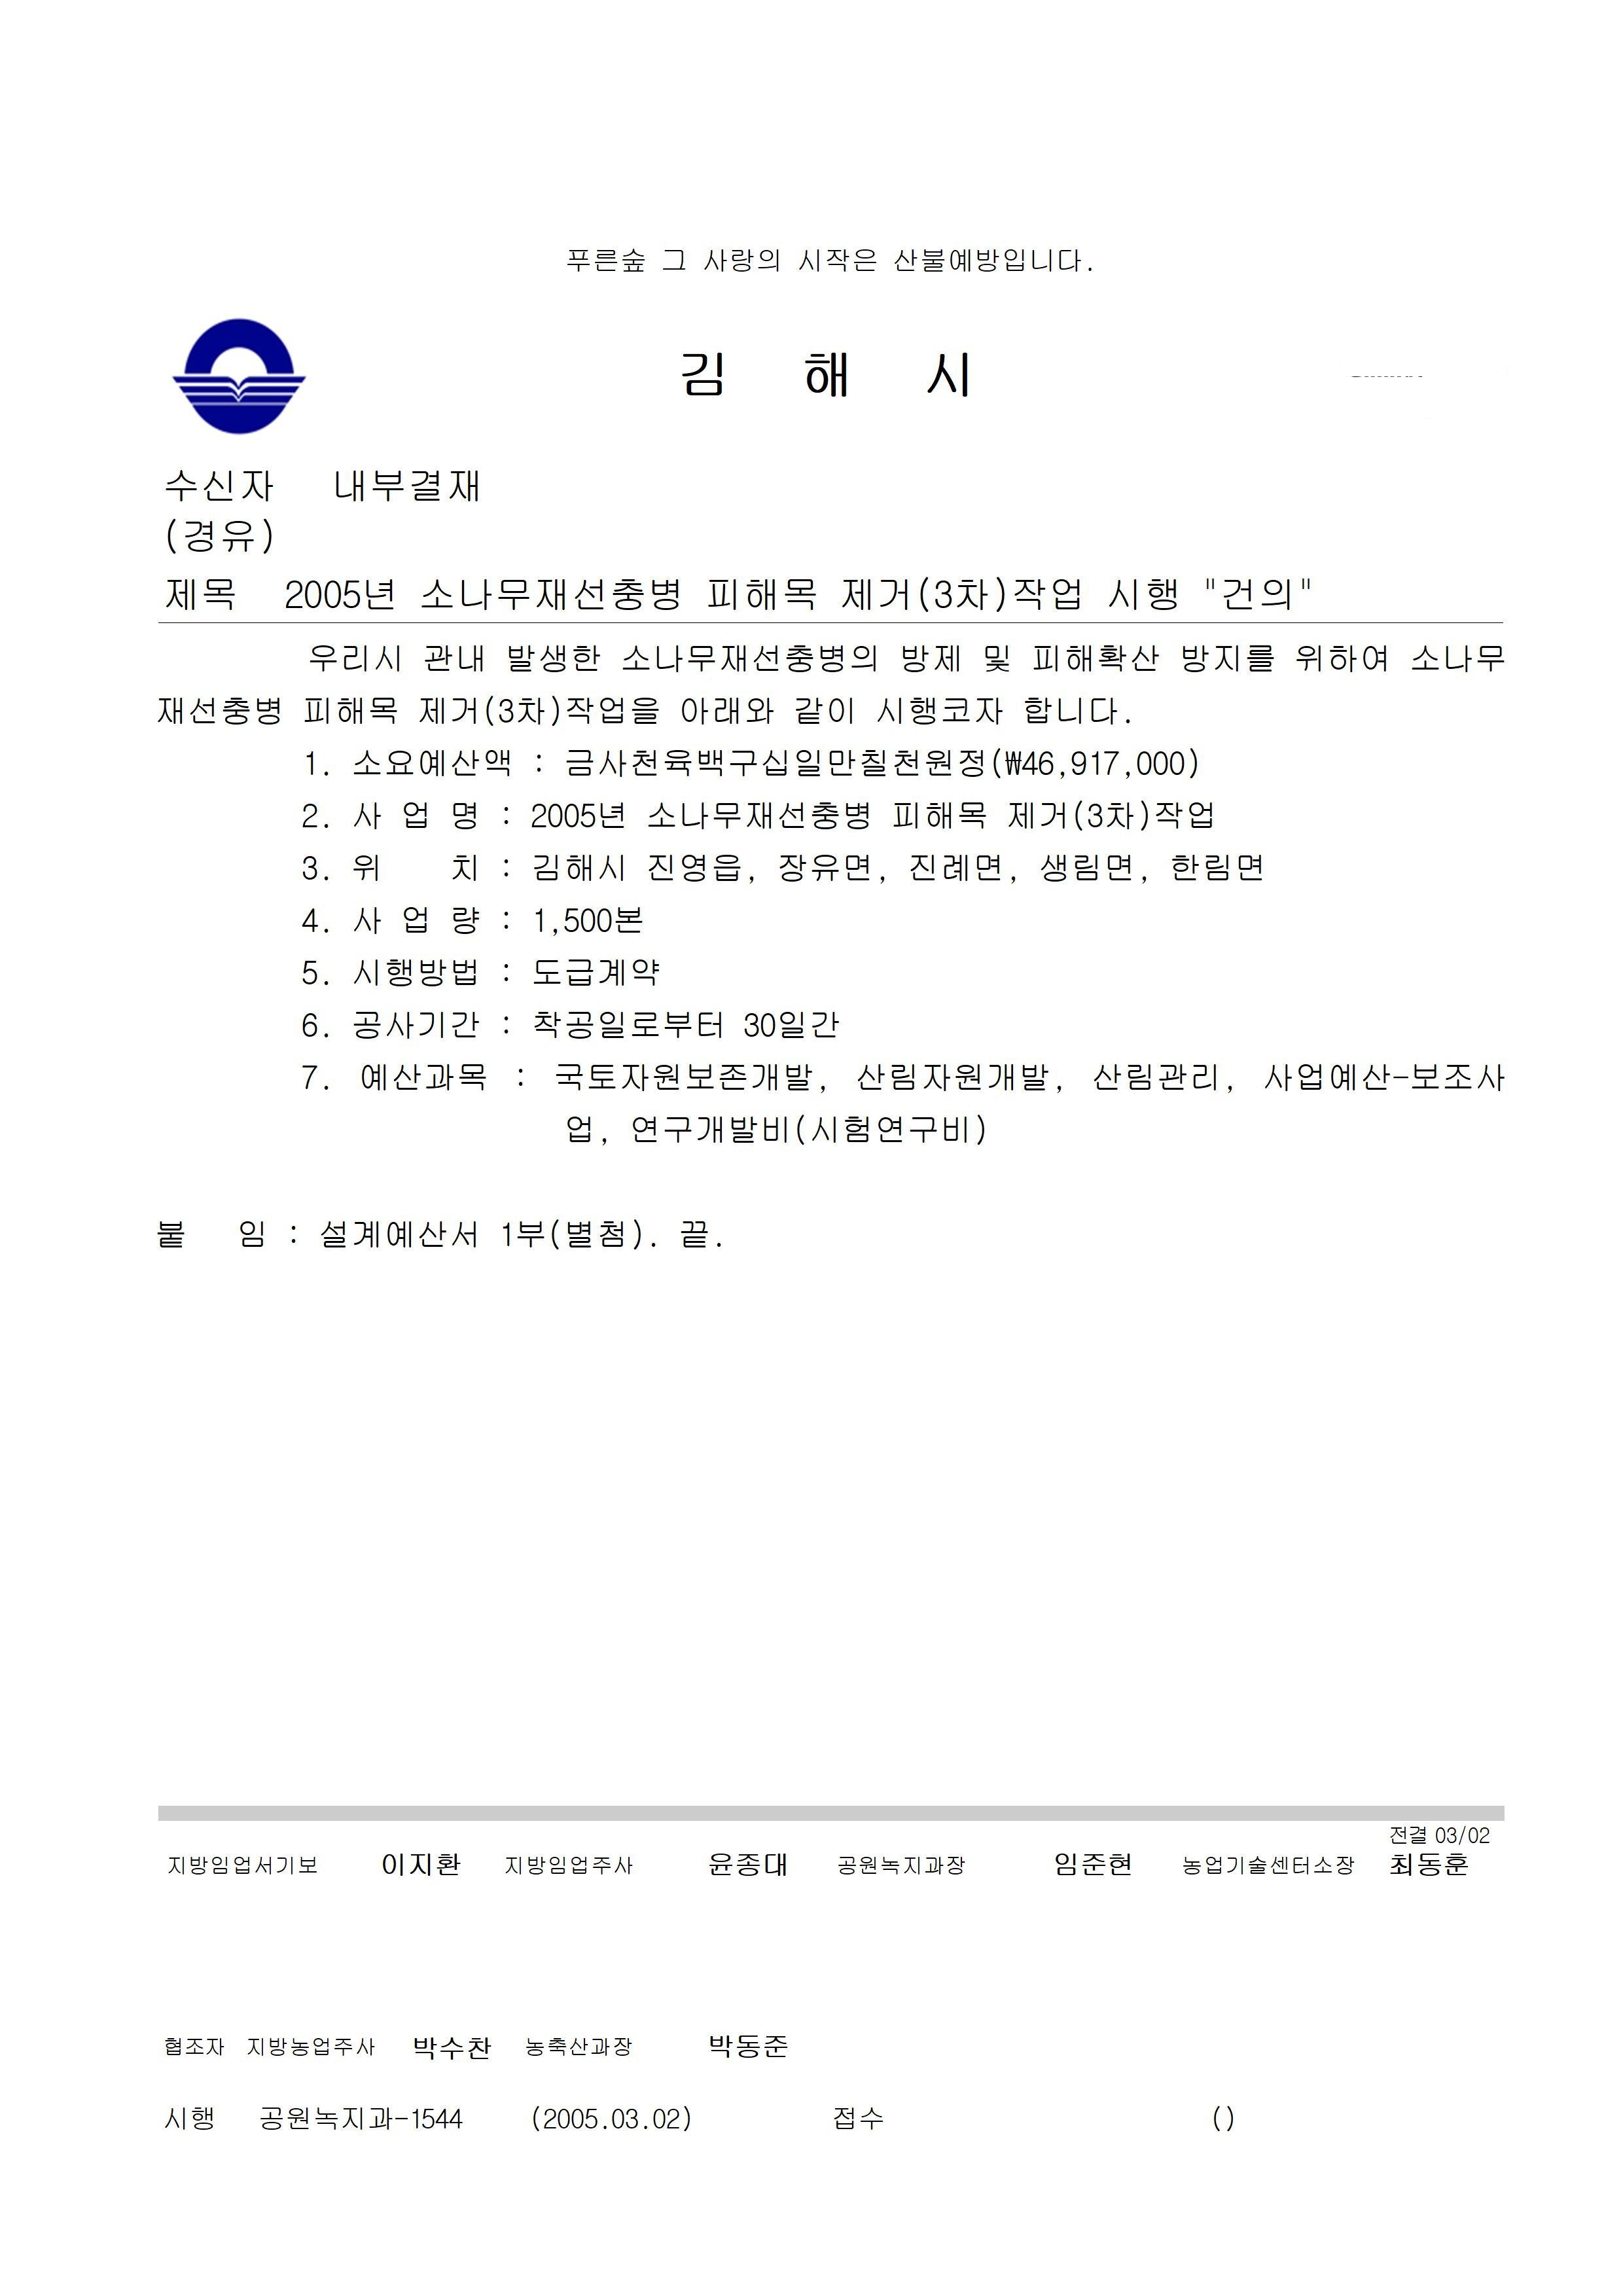 푸른숲 그 사랑의 시작은 산불예방입니다.
김 해 시
수신자 내부결재
(경유)
제목 2005년 소나무재선충병 피해목 제거(3차)작업 시행 "건의"
우리시 관내 발생한 소나무재선충병의 방제 및 피해확산 방지를 위하여 소나무
재선충병 피해목 제거(3차)작업을 아래와 같이 시행코자 합니다.
1. 소요예산액 : 금사천육백구십일만칠천원정(₩46,917,000)
2. 사 업 명 : 2005년 소나무재선충병 피해목 제거(3차)작업
3. 위 치 : 김해시 진영읍, 장유면, 진례면, 생림면, 한림면
4. 사 업 량 : 1,500본
5. 시행방법 : 도급계약
6. 공사기간 : 착공일로부터 30일간
7. 예산과목 : 국토자원보존개발, 산림자원개발, 산림관리, 사업예산-보조사
업, 연구개발비(시험연구비)
붙 임 : 설계예산서 1부(별첨). 끝.
전결 03/02
지방임업서기보 이지환 지방임업주사 윤종대 공원녹지과장 임준현 농업기술센터소장 최동훈
협조자 지방농업주사 박수찬 농축산과장 박동준
시행 공원녹지과-1544 (2005.03.02) 접수 ()